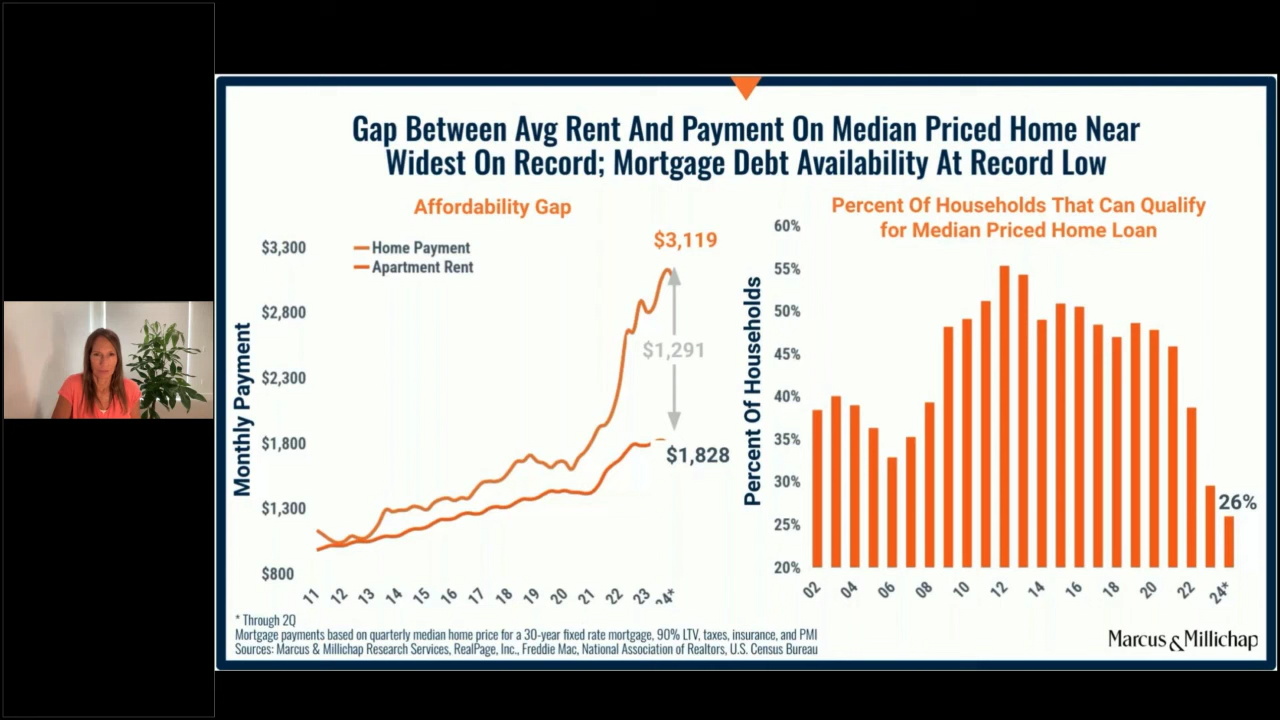 Gap Between Avg Rent And Payment On Median Priced Home Near
Widest On Record; Mortgage Debt Availability At Record Low
Affordability Gap
$3,300
$2,800
$2,300
$1,800
$1,300
$800
Monthly Payment
Home Payment
Apartment Rent
$3,119
$1,291
$1,828
11 12 13 14 15 16 17 18 19 20 21 22 23 24*
Percent Of Households That Can Qualify
for Median Priced Home Loan
60%
55%
50%
45%
40%
35%
30%
25%
20%
Percent Of Households
26%
02 04 06 08 10 12 14 16 18 20 22 24*
* Through 2Q
Mortgage payments based on quarterly median home price for a 30-year fixed rate mortgage, 90% LTV, taxes, insurance, and PMI
Sources: Marcus & Millichap Research Services, RealPage, Inc., Freddie Mac, National Association of Realtors, U.S. Census Bureau
Marcus & Millichap